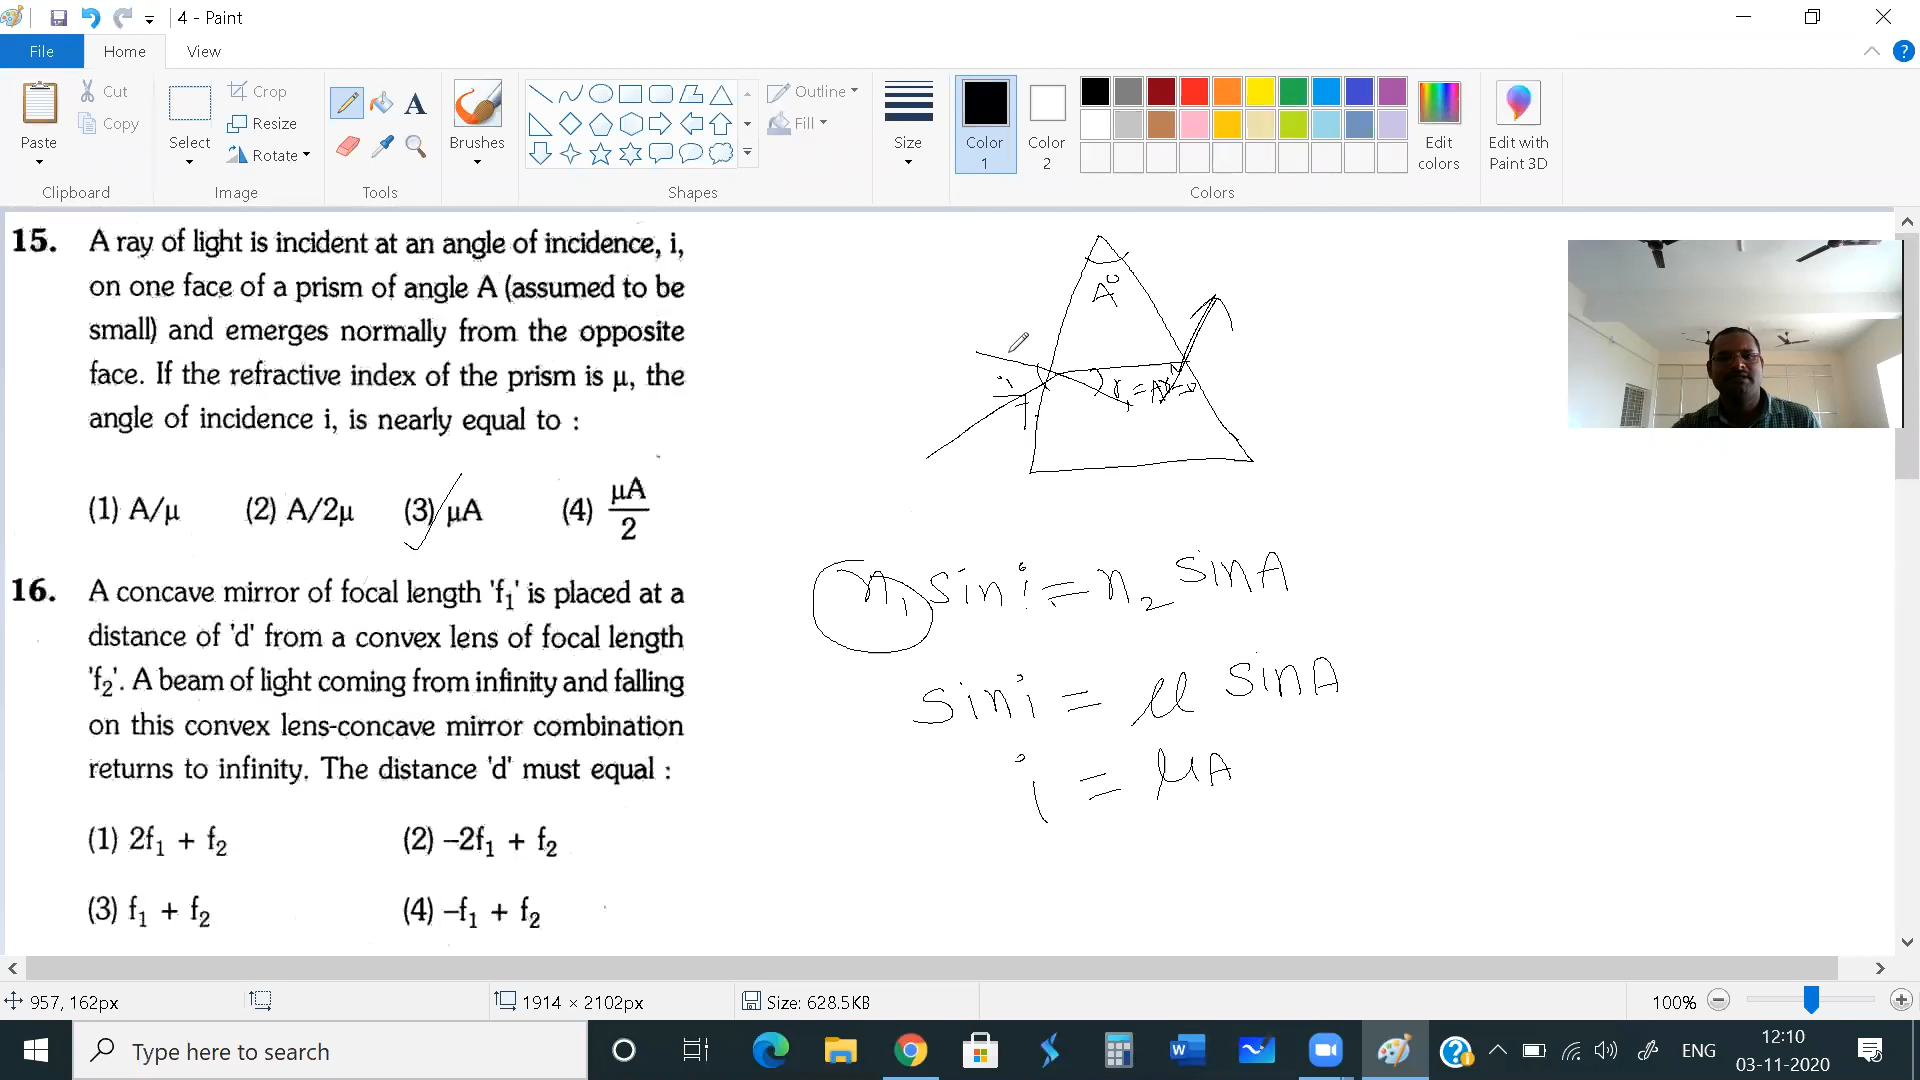 4 - Paint
File Home View
Paste Cut Copy
Clipboard
Select Crop Resize Rotate
Image
Tools
Brushes
Outline
Fill
Shapes
Size
Color 1
Color 2
Colors
Edit colors
Edit with Paint 3D
15. A ray of light is incident at an angle of incidence, i,
on one face of a prism of angle A (assumed to be
small) and emerges normally from the opposite
face. If the refractive index of the prism is μ, the
angle of incidence i, is nearly equal to :
(1) A/μ (2) A/2μ (3) μA (4) μA/2
16. A concave mirror of focal length 'f₁' is placed at a
distance of 'd' from a convex lens of focal length
'f₂'. A beam of light coming from infinity and falling
on this convex lens-concave mirror combination
returns to infinity. The distance 'd' must equal :
(1) 2f₁ + f₂ (2) –2f₁ + f₂
(3) f₁ + f₂ (4) –f₁ + f₂
A⁰
i
n₁ sin i = n₂ sin A
sin i = μ sin A
i = μA
957, 162px
1914 × 2102px
Size: 628.5KB
100%
Type here to search
ENG
12:10
03-11-2020